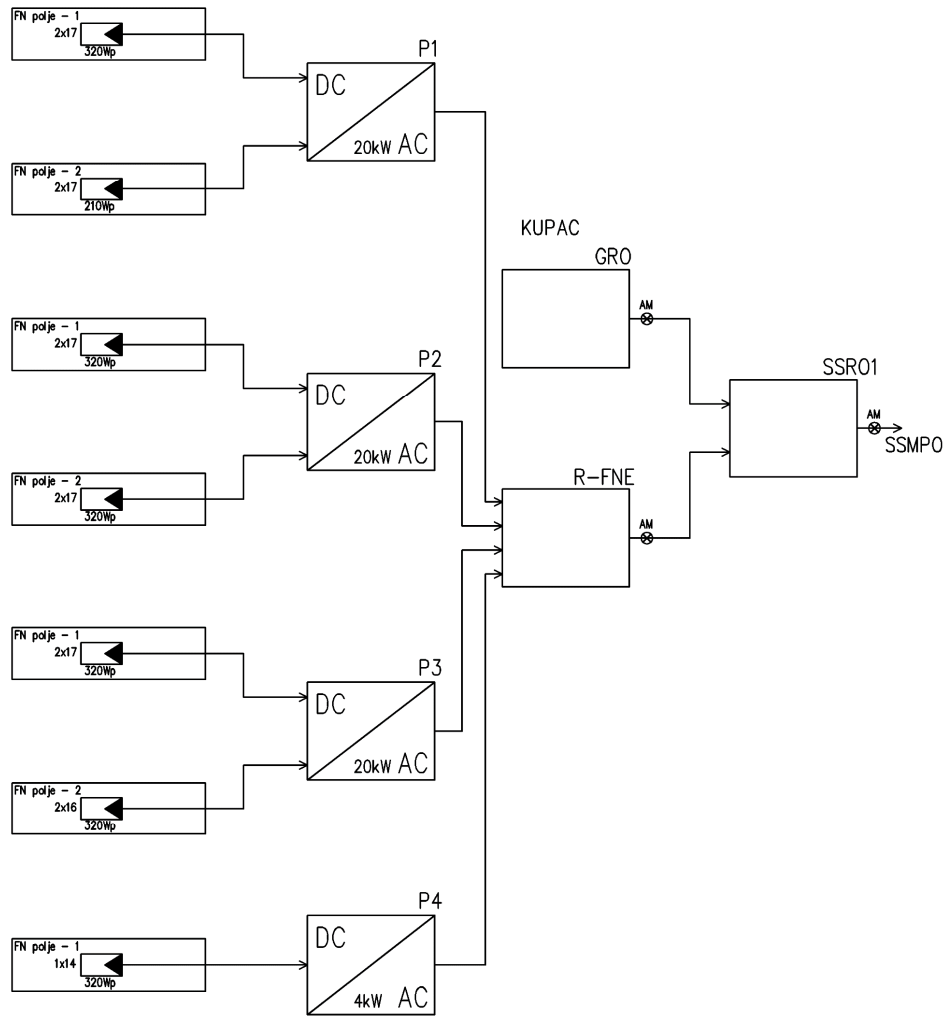 FN polje - 1
2x17
320Wp
P1
DC
20kW AC
FN polje - 2
2x17
210Wp
KUPAC
GRO
AM
FN polje - 1
2x17
320Wp
P2
DC
20kW AC
SSRO1
AM
SSMPO
FN polje - 2
2x17
320Wp
R-FNE
AM
FN polje - 1
2x17
320Wp
P3
DC
20kW AC
FN polje - 2
2x16
320Wp
P4
DC
4kW AC
FN polje - 1
1x14
320Wp